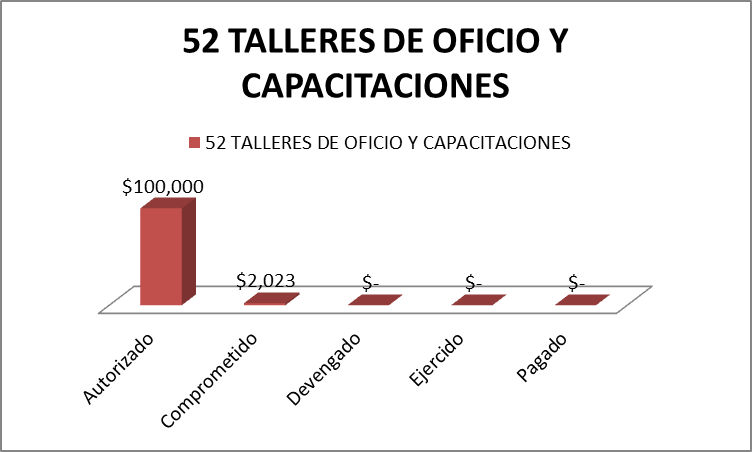 52 TALLERES DE OFICIO Y
CAPACITACIONES
52 TALLERES DE OFICIO Y CAPACITACIONES
$100,000
$2,023
$-
$-
$-
Autorizado
Comprometido
Devengado
Ejercido
Pagado